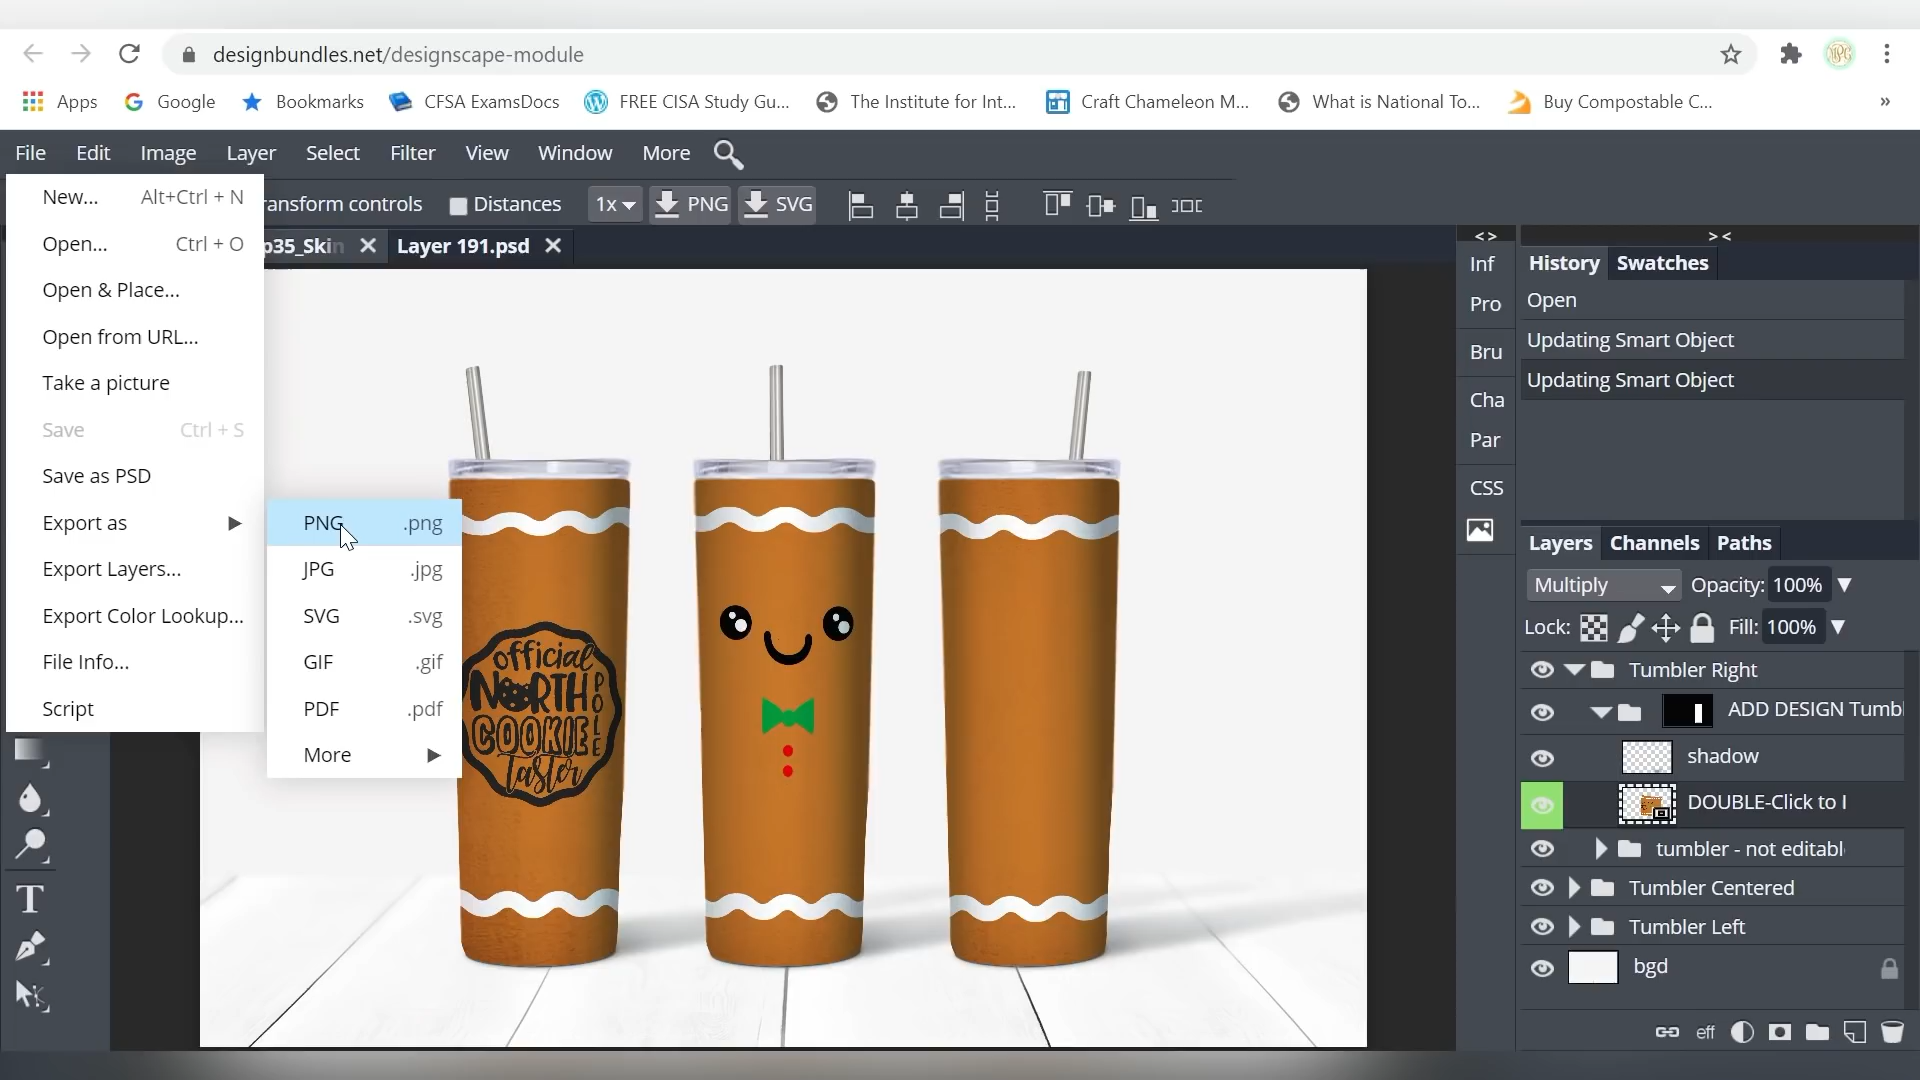 designbundles.net/designscape-module
Apps
Google
Bookmarks
CFSA ExamsDocs
FREE CISA Study Gu...
The Institute for Int...
Craft Chameleon M...
What is National To...
Buy Compostable C...
»
File
Edit
Image
Layer
Select
Filter
View
Window
More
ransform controls
Distances
1x
PNG
SVG
p35_Skin
Layer 191.psd
New... Alt+Ctrl + N
Open... Ctrl + O
Open & Place...
Open from URL...
Take a picture
Save Ctrl + S
Save as PSD
Export as
Export Layers...
Export Color Lookup...
File Info...
Script
PNG .png
JPG .jpg
SVG .svg
GIF .gif
PDF .pdf
More
official
NORTH
POLE
COOKIE
Taster
< >
Inf
Pro
Bru
Cha
Par
CSS
> <
History
Swatches
Open
Updating Smart Object
Updating Smart Object
Layers
Channels
Paths
Multiply
Opacity: 100%
Lock:
Fill: 100%
Tumbler Right
ADD DESIGN Tumbl
shadow
DOUBLE-Click to I
tumbler - not editabl
Tumbler Centered
Tumbler Left
bgd
eff